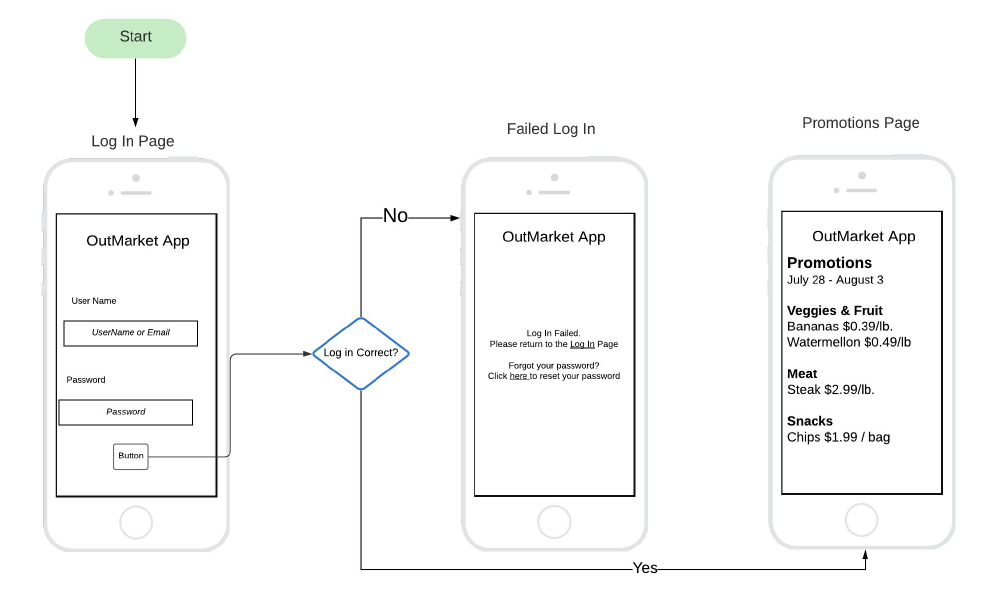 Start
Log In Page
OutMarket App
User Name
UserName or Email
Password
Password
Button
Log in Correct?
No
Yes
Failed Log In
OutMarket App
Log In Failed.
Please return to the Log In Page
Forgot your password?
Click here to reset your password
Promotions Page
OutMarket App
Promotions
July 28 - August 3
Veggies & Fruit
Bananas $0.39/lb.
Watermellon $0.49/lb
Meat
Steak $2.99/lb.
Snacks
Chips $1.99 / bag